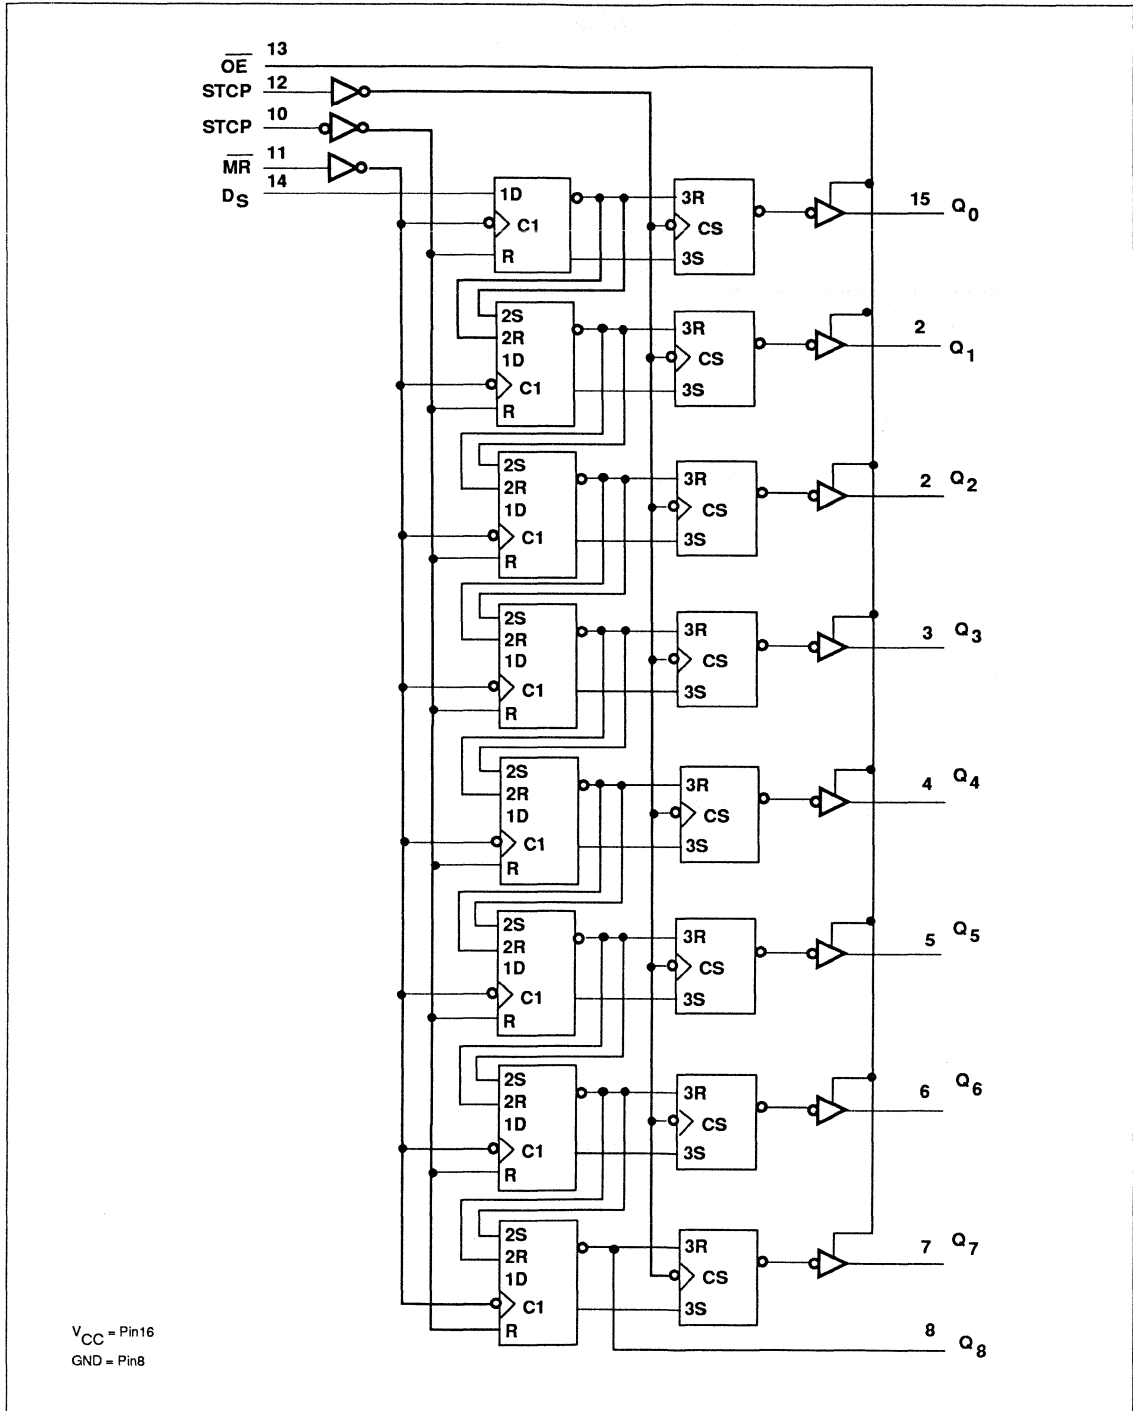 OE 13
STCP 12
STCP 10
MR 11
DS 14
1D
C1
R
3R
CS
3S
15 Q0
2S
2R
1D
C1
R
3R
CS
3S
2 Q1
2S
2R
1D
C1
R
3R
CS
3S
2 Q2
2S
2R
1D
C1
R
3R
CS
3S
3 Q3
2S
2R
1D
C1
R
3R
CS
3S
4 Q4
2S
2R
1D
C1
R
3R
CS
3S
5 Q5
2S
2R
1D
C1
R
3R
CS
3S
6 Q6
2S
2R
1D
C1
R
3R
CS
3S
7 Q7
8 Q8
VCC = Pin16
GND = Pin8